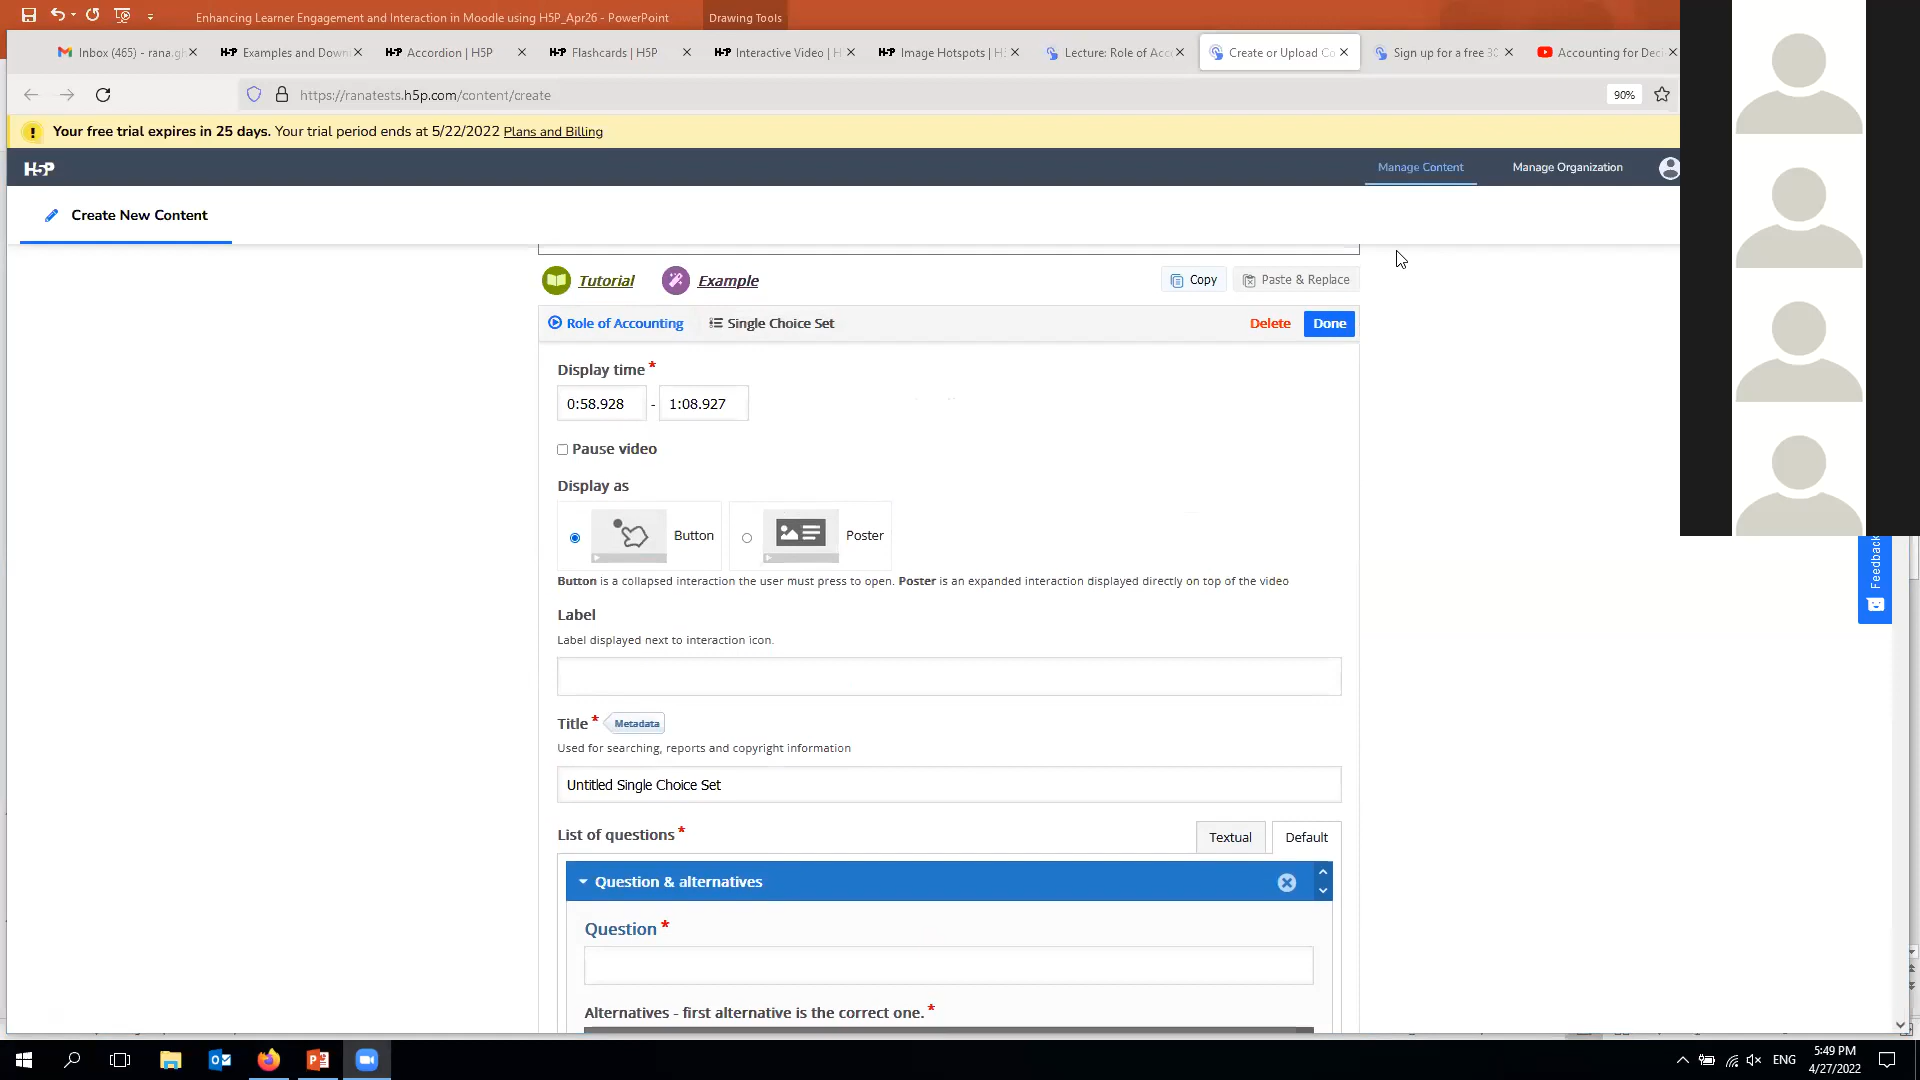 Enhancing Learner Engagement and Interaction in Moodle using H5P_Apr26 - PowerPoint
Drawing Tools
Inbox (465) - rana.gh
H5P Examples and Down
H5P Accordion | H5P
H5P Flashcards | H5P
H5P Interactive Video | H
H5P Image Hotspots | H
Lecture: Role of Acc
Create or Upload Co
Sign up for a free 30
Accounting for Deci
https://ranatests.h5p.com/content/create
90%
Your free trial expires in 25 days. Your trial period ends at 5/22/2022 Plans and Billing
H5P
Manage Content
Manage Organization
Create New Content
Tutorial
Example
Copy
Paste & Replace
Role of Accounting
Single Choice Set
Delete
Done
Display time *
0:58.928 - 1:08.927
Pause video
Display as
Button
Poster
Button is a collapsed interaction the user must press to open. Poster is an expanded interaction displayed directly on top of the video
Label
Label displayed next to interaction icon.
Title * Metadata
Used for searching, reports and copyright information
Untitled Single Choice Set
List of questions *
Textual
Default
Question & alternatives
Question *
Alternatives - first alternative is the correct one. *
Feedback
ENG
5:49 PM
4/27/2022